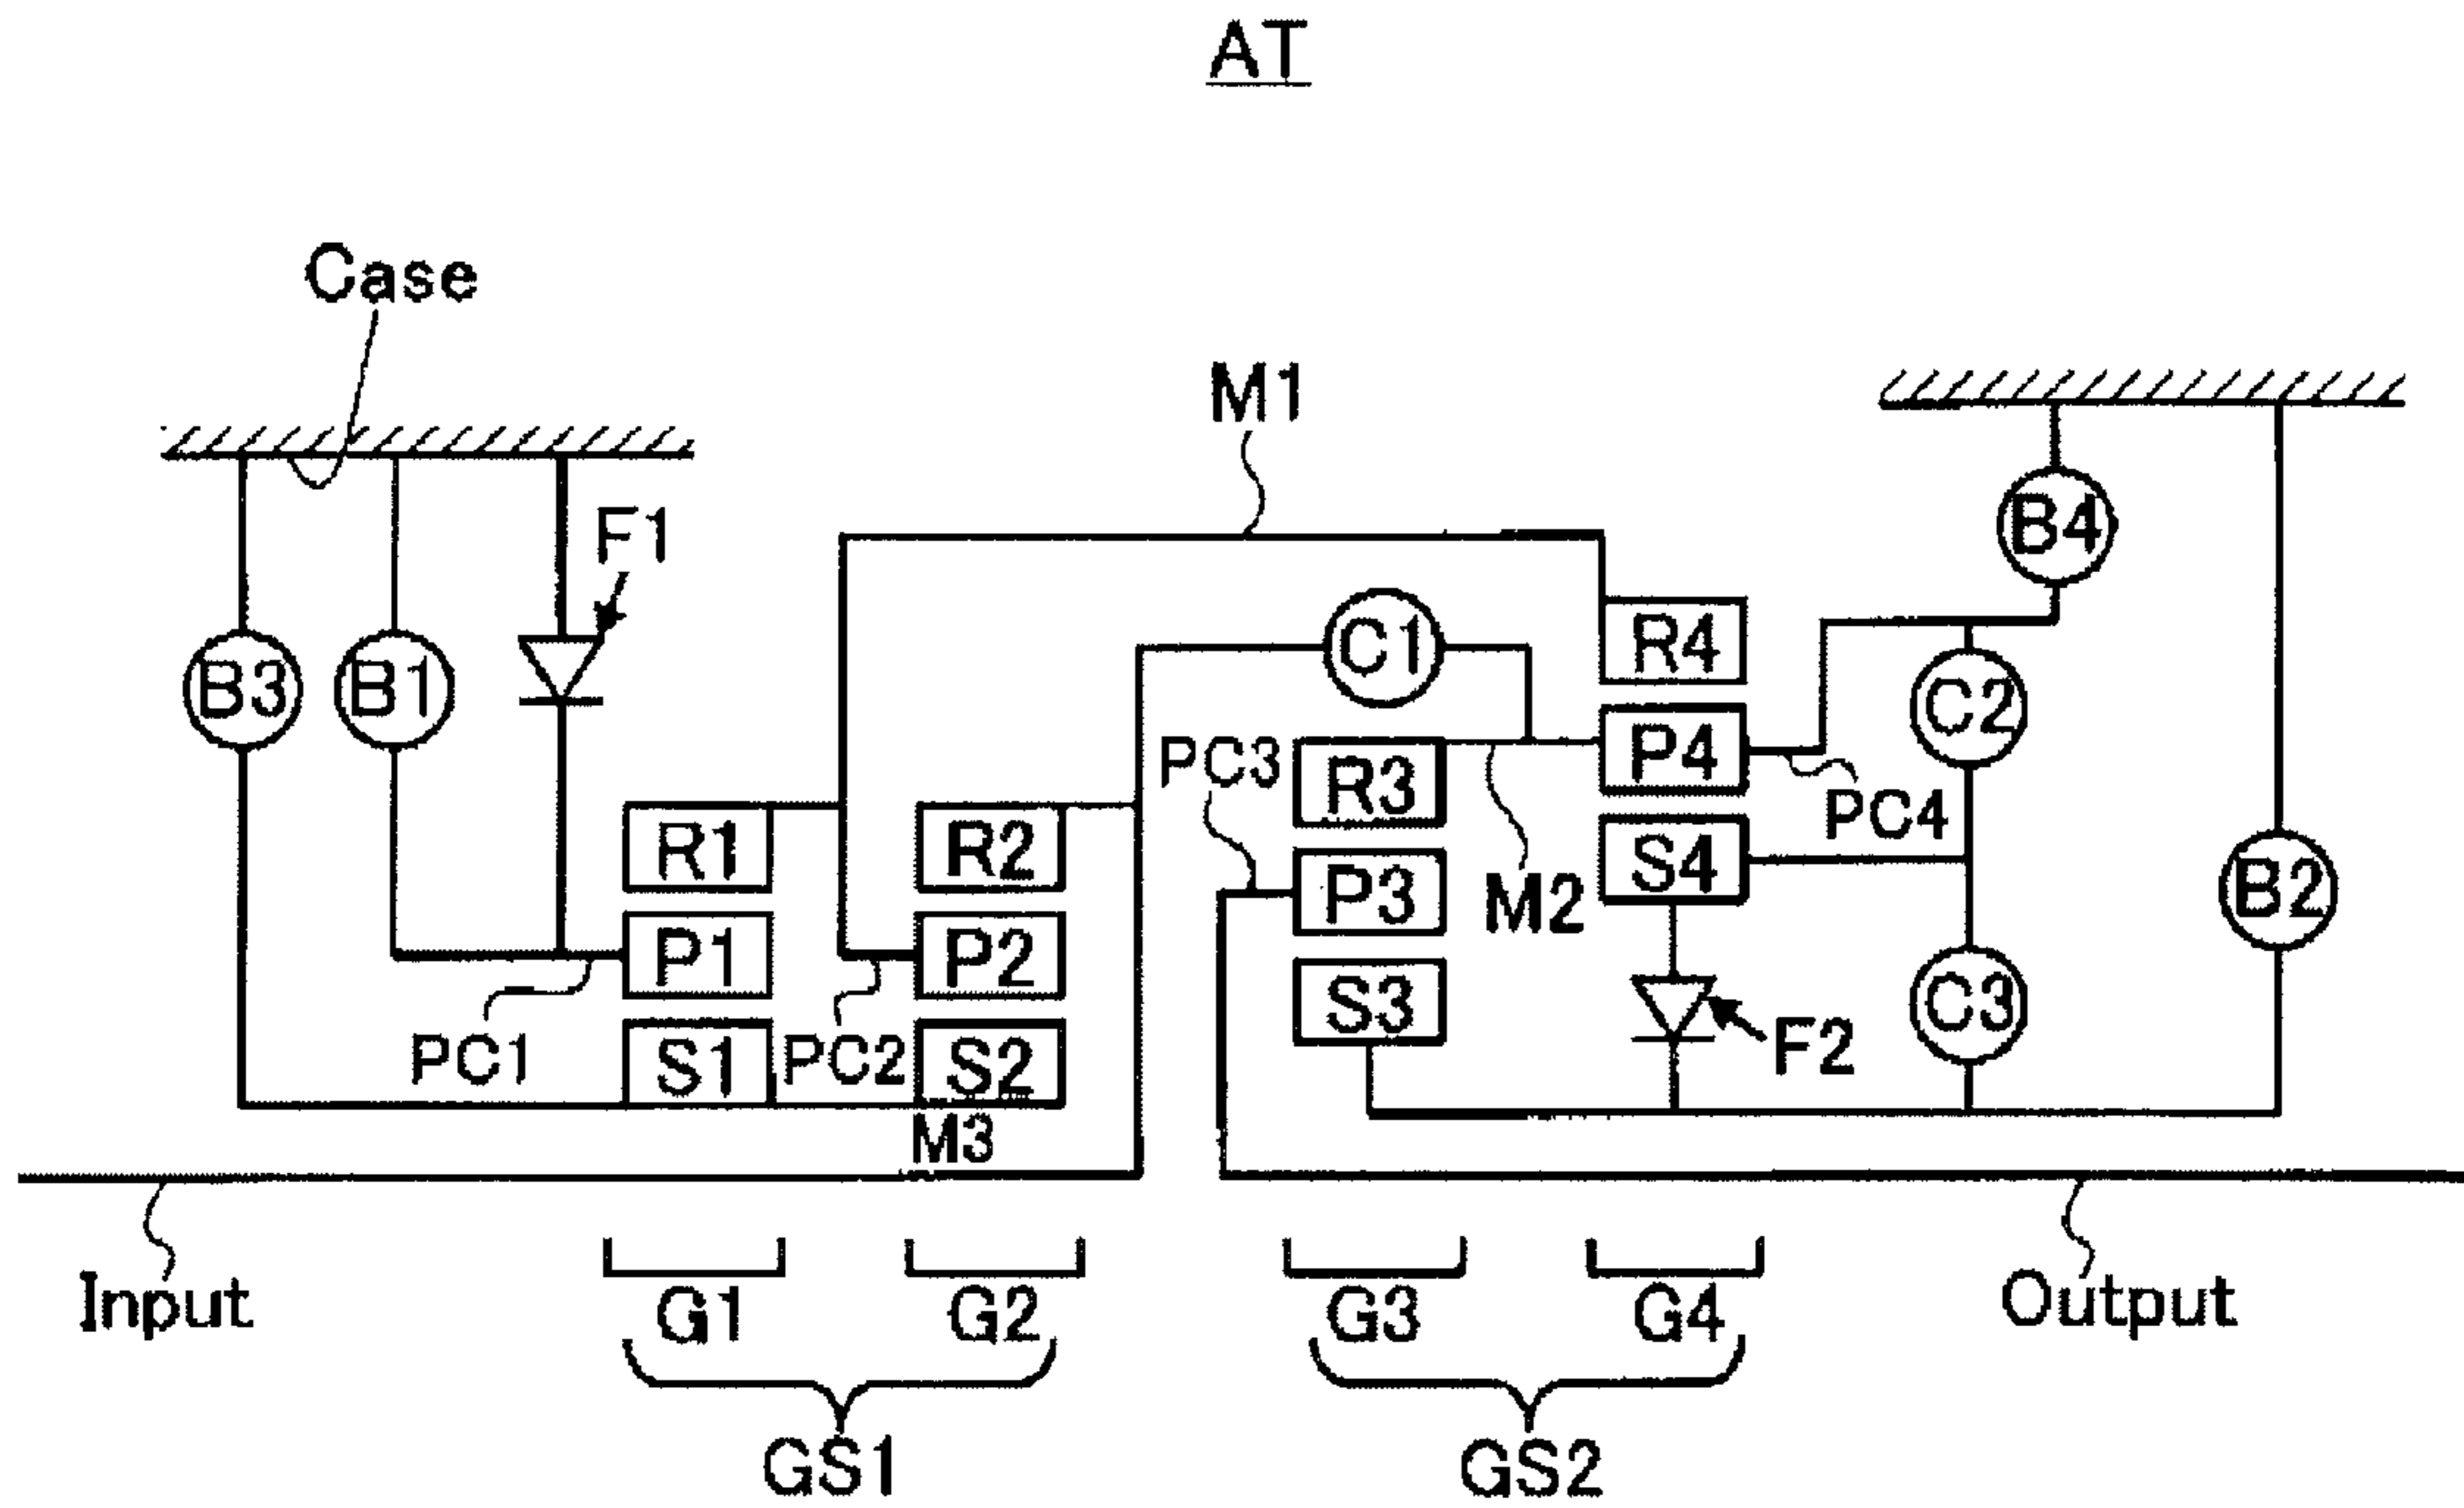 AT
Case
M1
F1
B4
B3
B1
C1
R4
C2
PC3
R3
P4
PC4
R1
R2
P3
M2
S4
B2
P1
P2
S3
C3
F2
PC1
S1
PC2
S2
M3
Input
Output
G1
G2
G3
G4
GS1
GS2